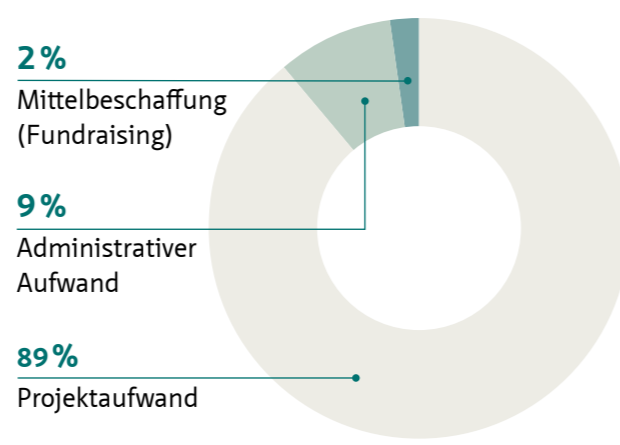 2 %
Mittelbeschaffung
(Fundraising)
9 %
Administrativer
Aufwand
89 %
Projektaufwand